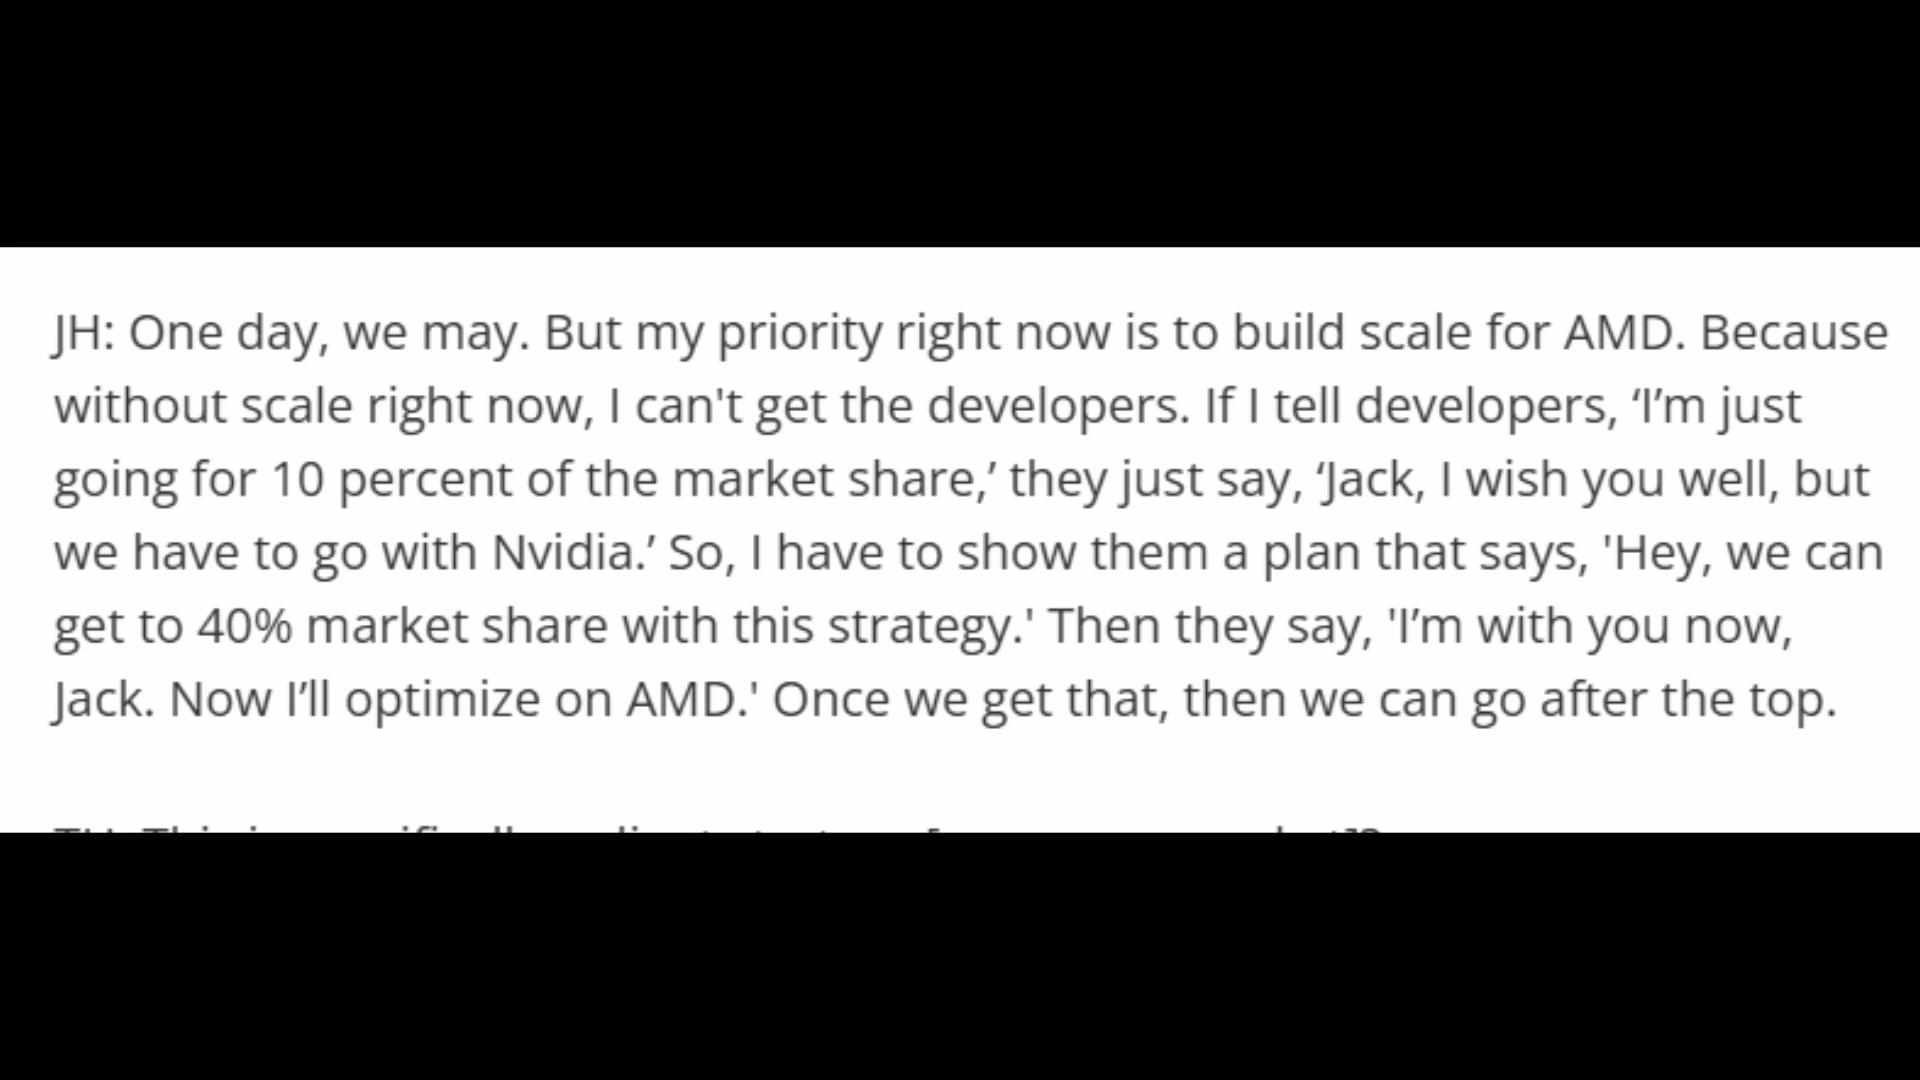 JH: One day, we may. But my priority right now is to build scale for AMD. Because
without scale right now, I can't get the developers. If I tell developers, ‘I’m just
going for 10 percent of the market share,’ they just say, ‘Jack, I wish you well, but
we have to go with Nvidia.’ So, I have to show them a plan that says, 'Hey, we can
get to 40% market share with this strategy.' Then they say, 'I’m with you now,
Jack. Now I’ll optimize on AMD.' Once we get that, then we can go after the top.